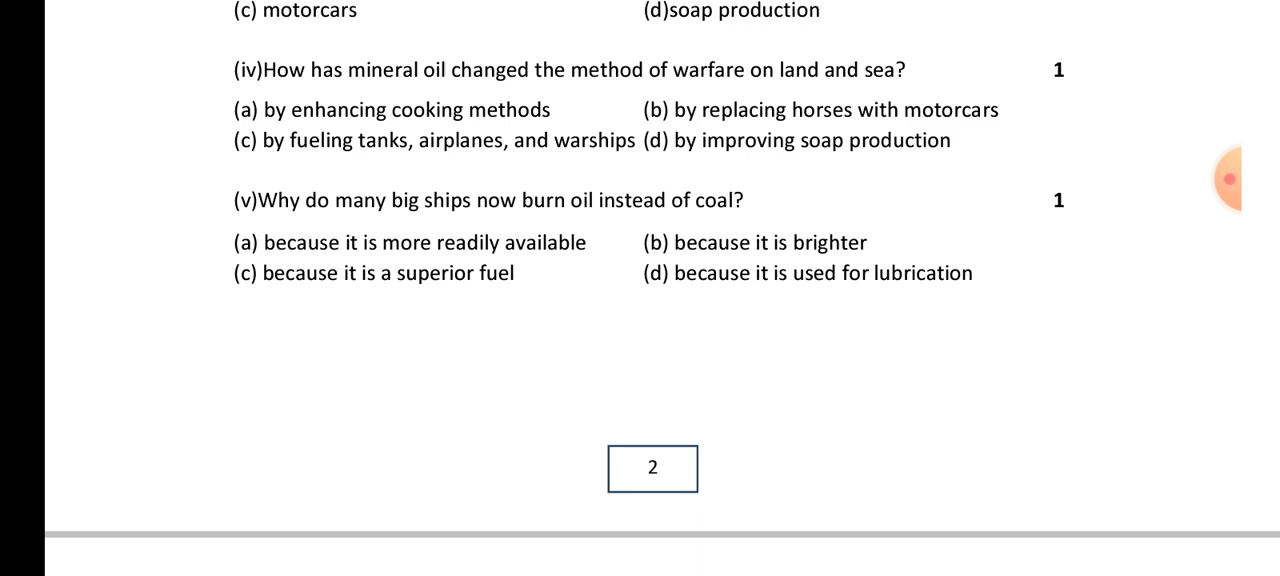 (c) motorcars (d)soap production
(iv)How has mineral oil changed the method of warfare on land and sea? 1
(a) by enhancing cooking methods (b) by replacing horses with motorcars
(c) by fueling tanks, airplanes, and warships (d) by improving soap production
(v)Why do many big ships now burn oil instead of coal? 1
(a) because it is more readily available (b) because it is brighter
(c) because it is a superior fuel (d) because it is used for lubrication
2